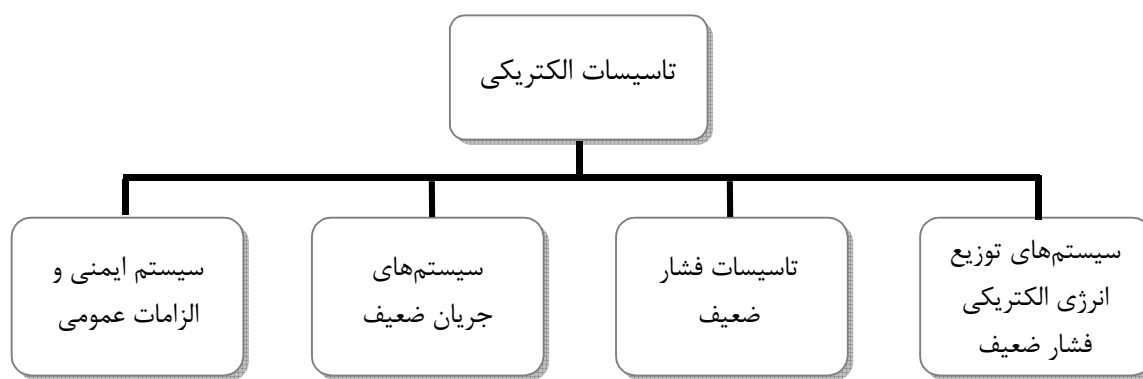 تاسیسات الکتریکی
سیستم‌های توزیع
انرژی الکتریکی
فشار ضعیف
تاسیسات فشار
ضعیف
سیستم‌های
جریان ضعیف
سیستم ایمنی و
الزامات عمومی